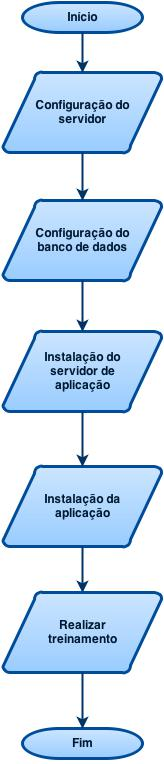 Início
Configuração do
servidor
Configuração do
banco de dados
Instalação do
servidor de
aplicação
Instalação da
aplicação
Realizar
treinamento
Fim